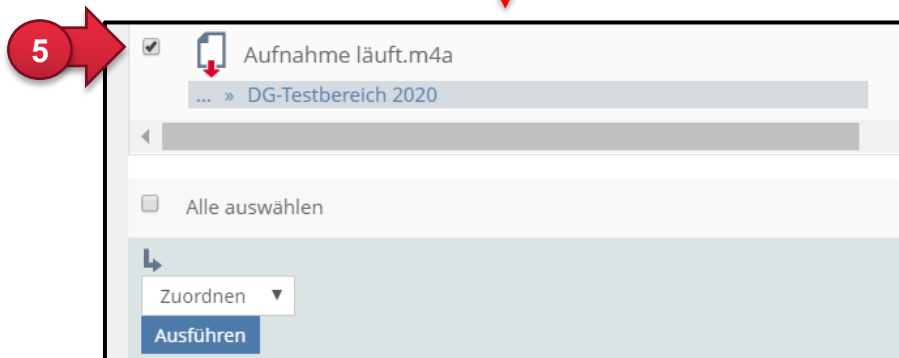 5
Aufnahme läuft.m4a
... » DG-Testbereich 2020
Alle auswählen
Zuordnen
Ausführen